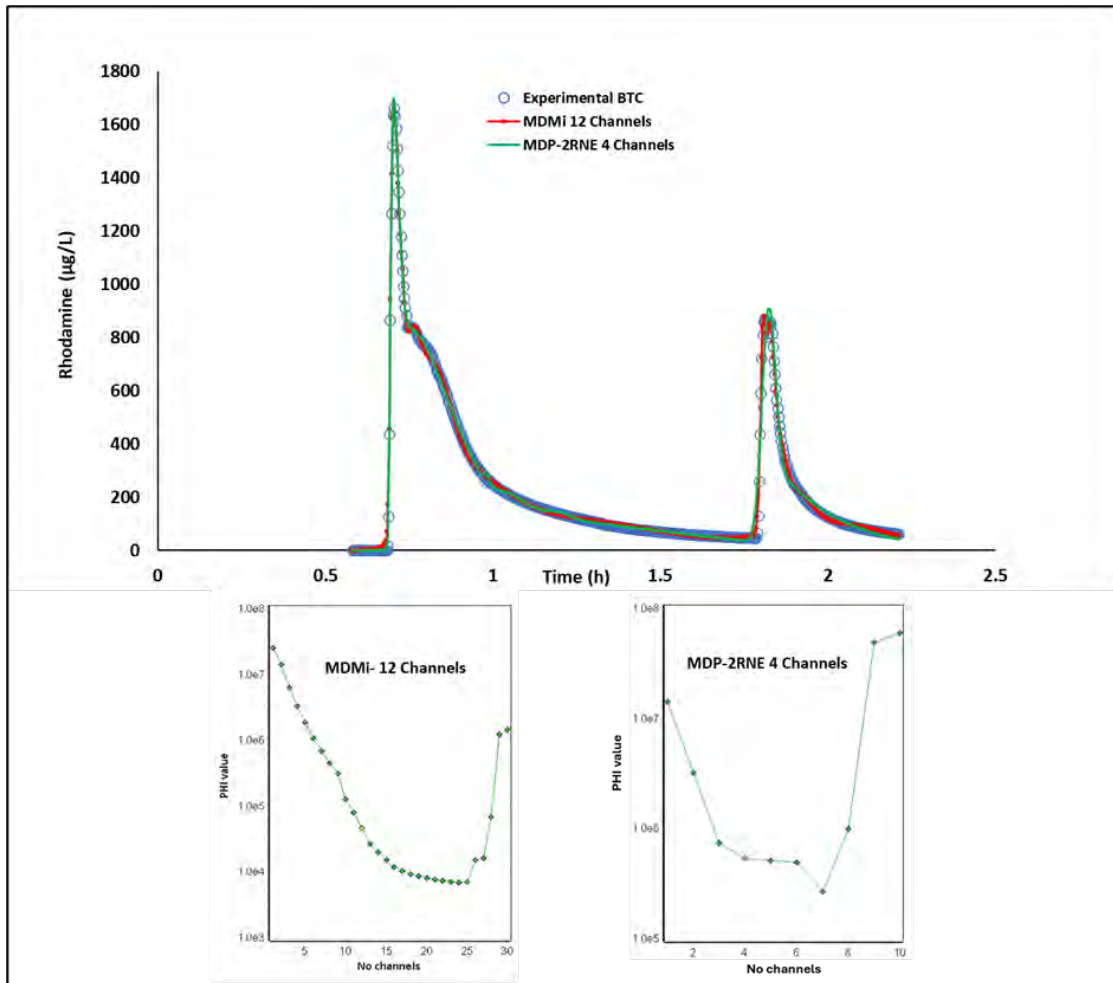 1800
1600
1400
1200
1000
800
600
400
200
0
Rhodamine (µg/L)
Experimental BTC
MDMi 12 Channels
MDP-2RNE 4 Channels
0
0.5
1
1.5
2
2.5
Time (h)
MDMi- 12 Channels
1.0e8
1.0e7
1.0e6
1.0e5
1.0e4
1.0e3
PHI value
5
10
15
20
25
30
No channels
MDP-2RNE 4 Channels
1.0e8
1.0e7
1.0e6
1.0e5
PHI value
2
4
6
8
10
No channels